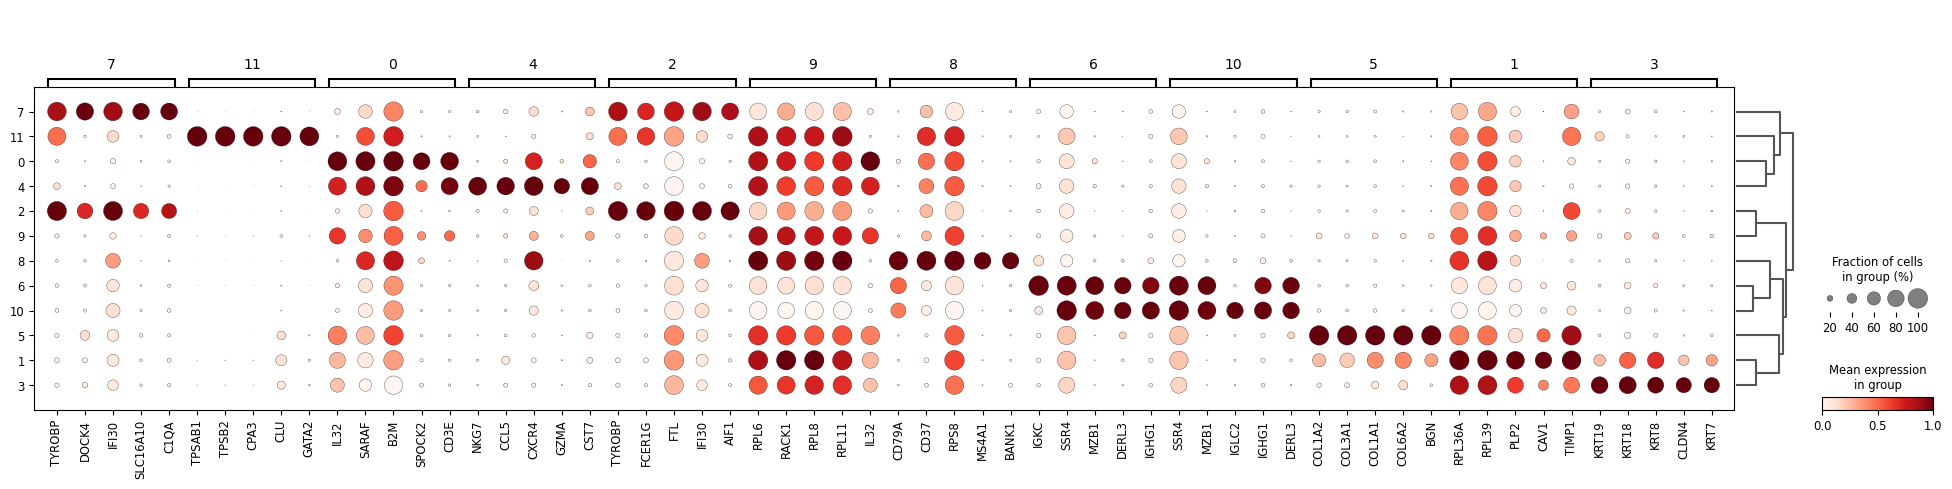 7 11 0 4 2 9 8 6 10 5 1 3
7
11
0
4
2
9
8
6
10
5
1
3
TYROBP DOCK4 IFI30 SLC16A10 C1QA TPSAB1 TPSB2 CPA3 CLU GATA2 IL32 SARAF B2M SPOCK2 CD3E NKG7 CCL5 CXCR4 GZMA CST7 TYROBP FCER1G FTL IFI30 AIF1 RPL6 RACK1 RPL8 RPL11 IL32 CD79A CD37 RPS8 MS4A1 BANK1 IGKC SSR4 MZB1 DERL3 IGHG1 SSR4 MZB1 IGLC2 IGHG1 DERL3 COL1A2 COL3A1 COL1A1 COL6A2 BGN RPL36A RPL39 PLP2 CAV1 TIMP1 KRT19 KRT18 KRT8 CLDN4 KRT7
Fraction of cells
in group (%)
20 40 60 80 100
Mean expression
in group
0.0 0.5 1.0